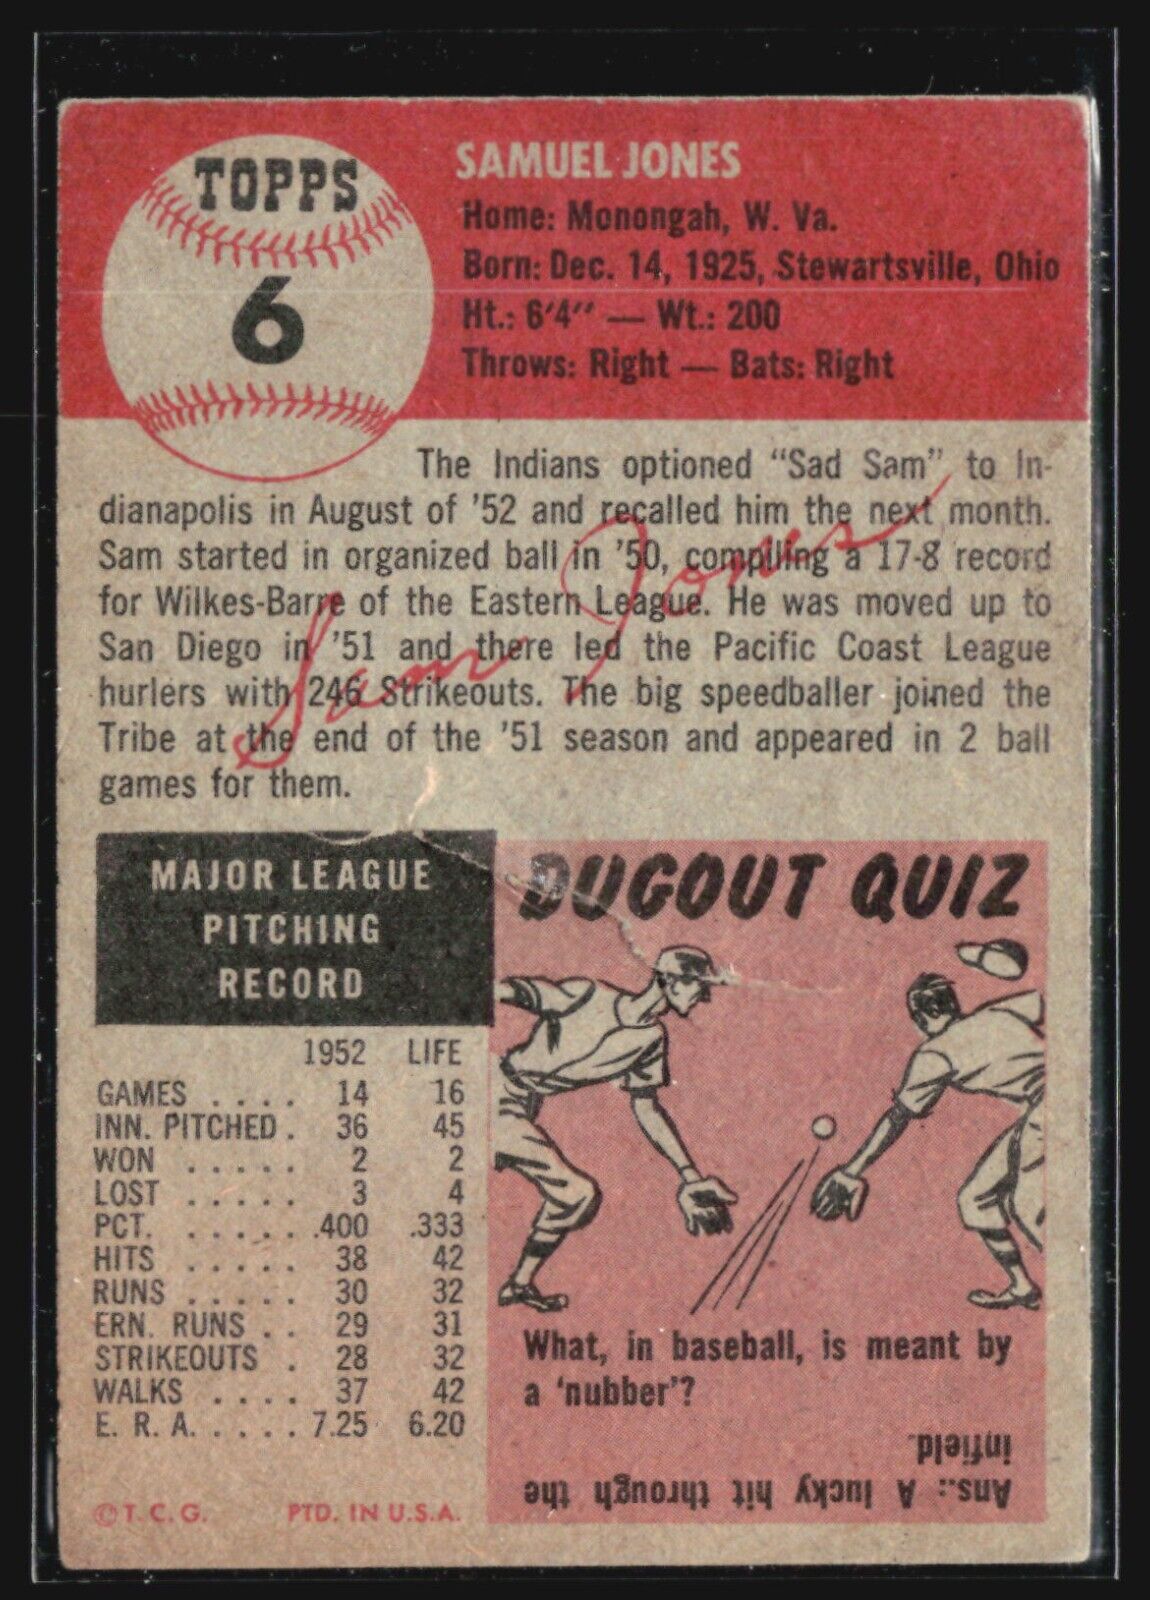 TOPPS
6
SAMUEL JONES
Home: Monongah, W. Va.
Born: Dec. 14, 1925, Stewartsville, Ohio
Ht.: 6'4" — Wt.: 200
Throws: Right — Bats: Right
The Indians optioned "Sad Sam" to In-
dianapolis in August of '52 and recalled him the next month.
Sam started in organized ball in '50, compiling a 17-8 record
for Wilkes-Barre of the Eastern League. He was moved up to
San Diego in '51 and there led the Pacific Coast League
hurlers with 246 Strikeouts. The big speedballer joined the
Tribe at the end of the '51 season and appeared in 2 ball
games for them.
Sam Jones
MAJOR LEAGUE
PITCHING
RECORD
1952 LIFE
GAMES . . . . 14 16
INN. PITCHED . 36 45
WON . . . . . 2 2
LOST . . . . . 3 4
PCT. . . . . . .400 .333
HITS . . . . . 38 42
RUNS . . . . . 30 32
ERN. RUNS . . 29 31
STRIKEOUTS . 28 32
WALKS . . . . 37 42
E. R. A. . . . . 7.25 6.20
© T. C. G. PTD. IN U.S.A.
DUGOUT QUIZ
What, in baseball, is meant by
a 'nubber'?
Ans.: A lucky hit through the
infield.